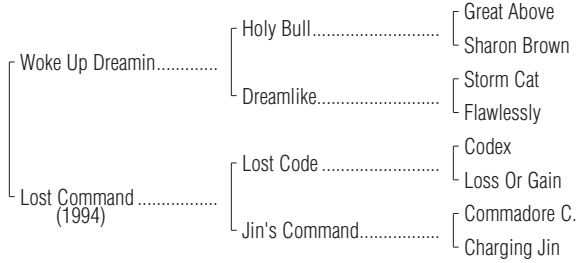 Great Above
Holy Bull.............................
Sharon Brown
Woke Up Dreamin.............
Storm Cat
Dreamlike............................
Flawlessly
Codex
Lost Code ...........................
Loss Or Gain
Lost Command .................
(1994)
Commadore C.
Jin's Command..................
Charging Jin